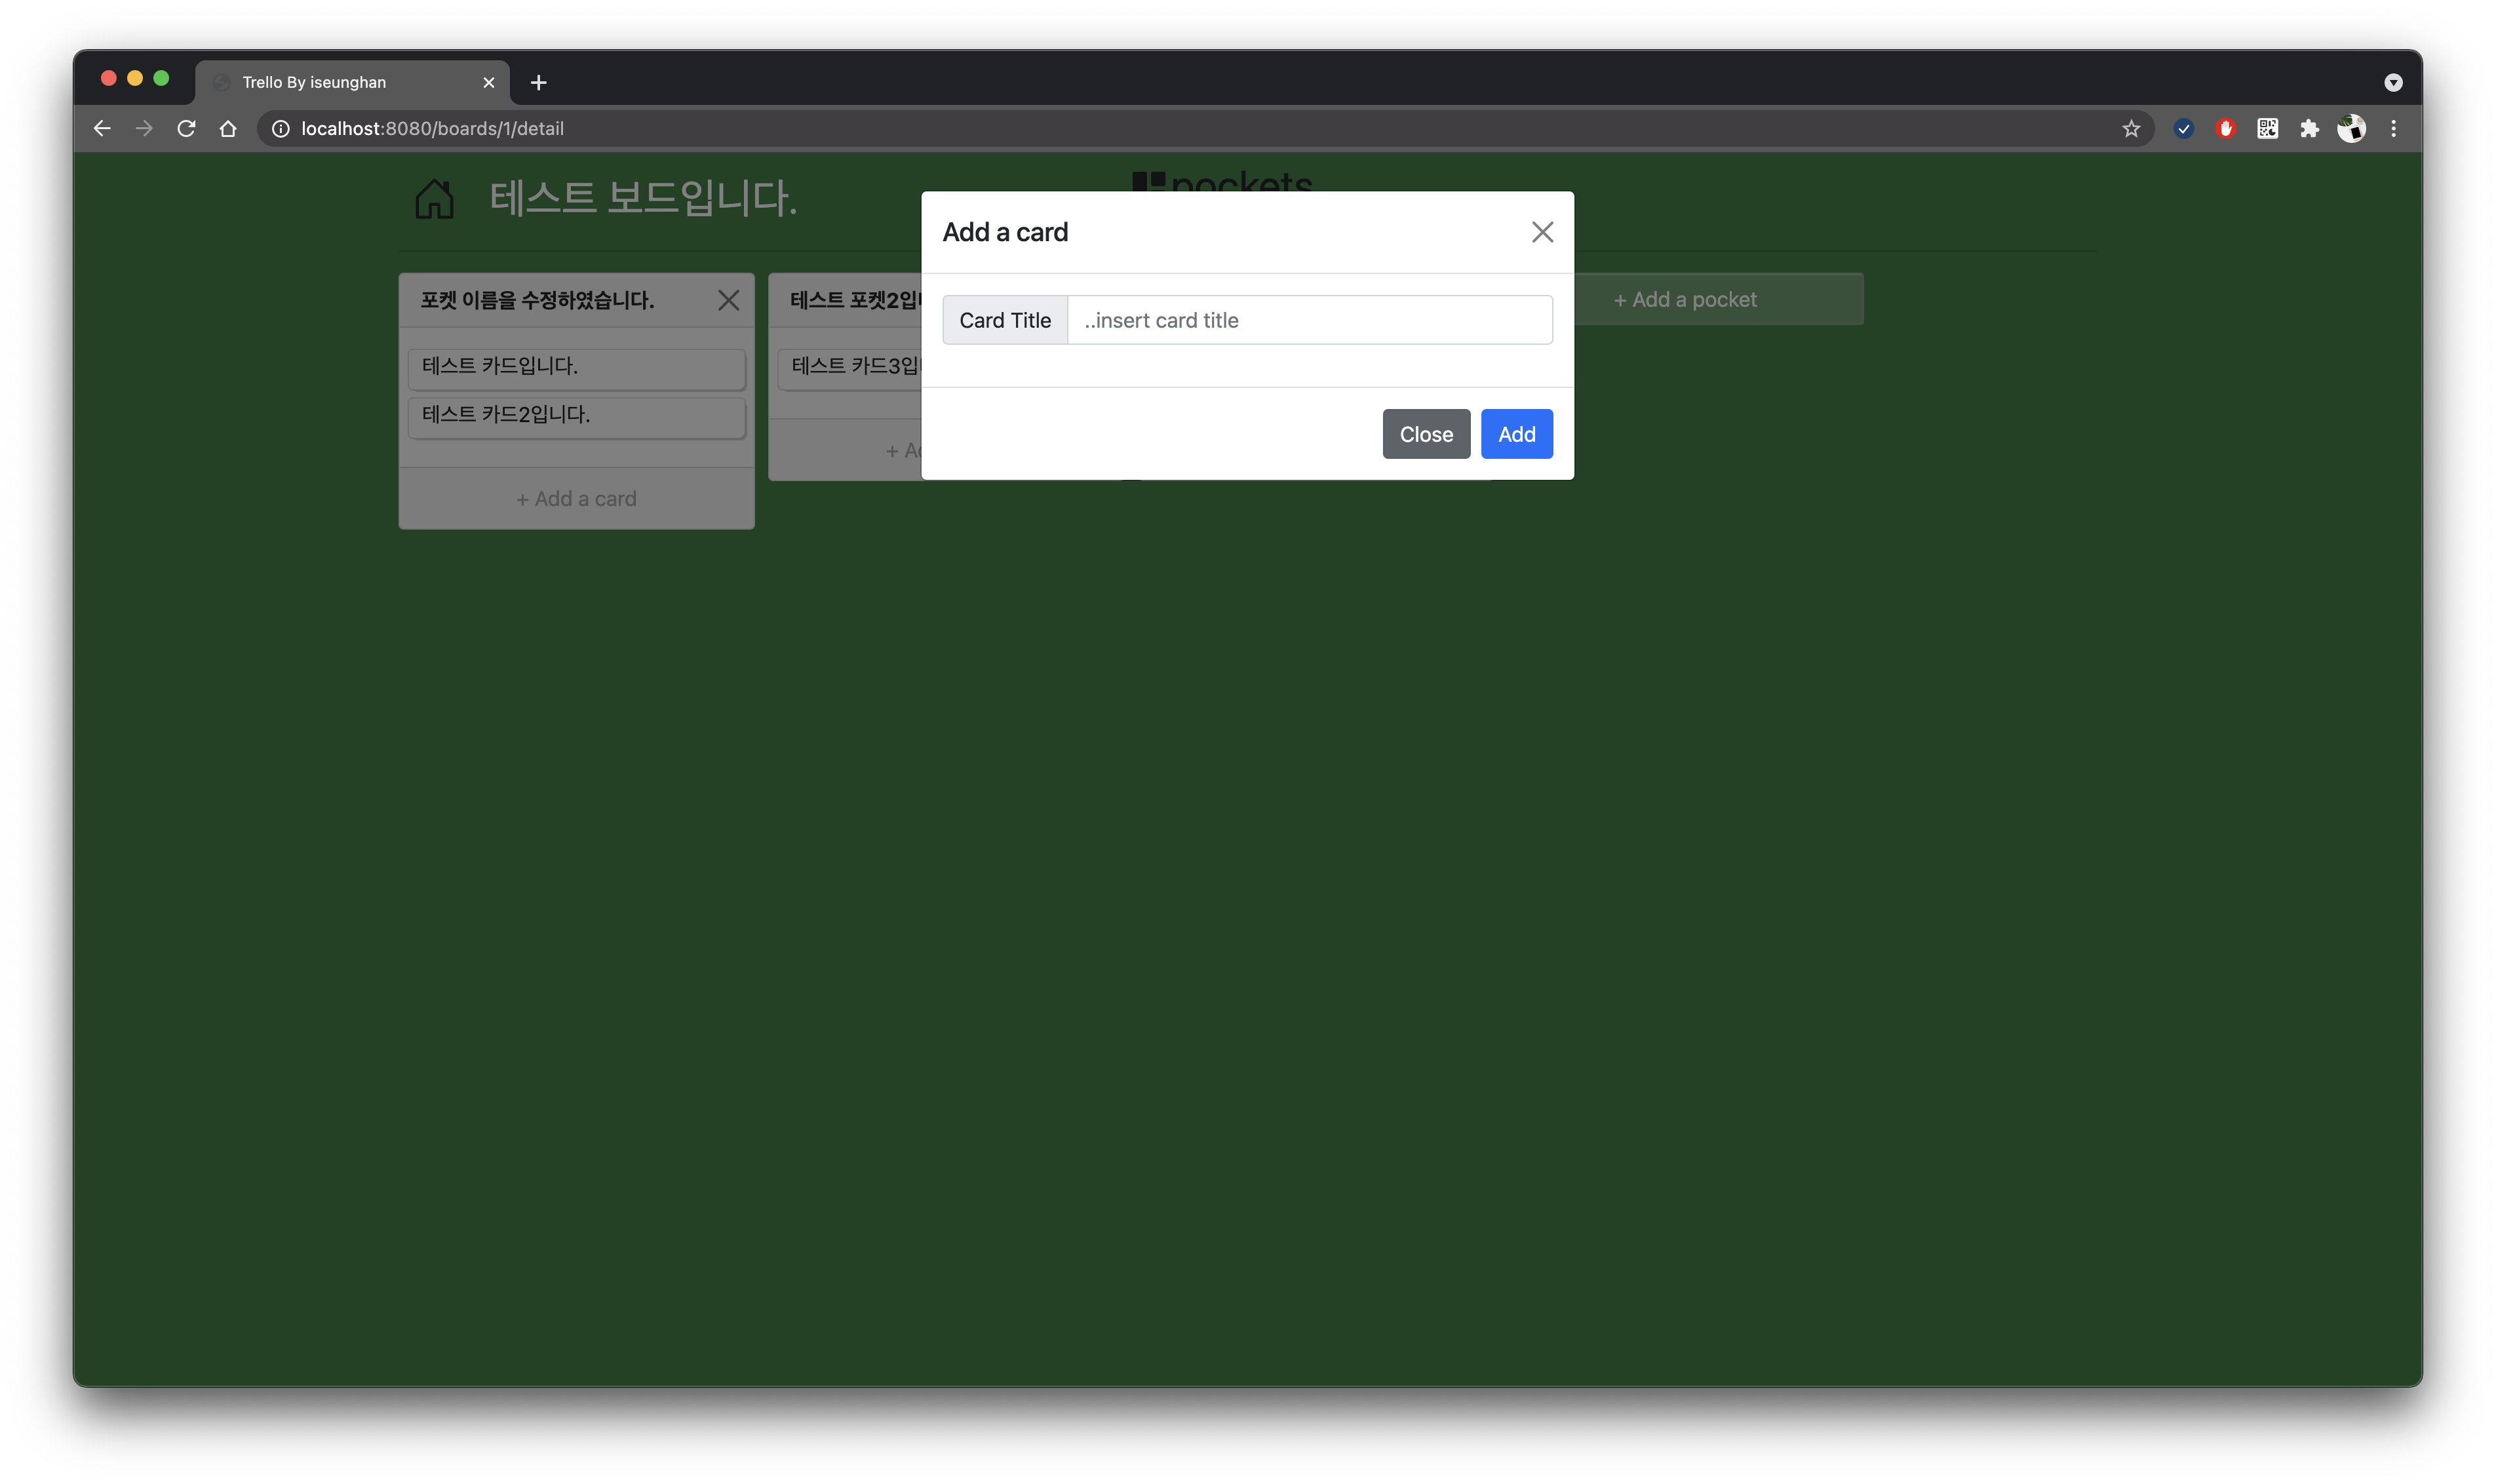 Trello By iseunghan
localhost:8080/boards/1/detail
테스트 보드입니다.
pockets
Add a card
포켓 이름을 수정하였습니다.
테스트 포켓2입
+ Add a pocket
Card Title ..insert card title
테스트 카드입니다.
테스트 카드3입
테스트 카드2입니다.
Close Add
+ Add a card